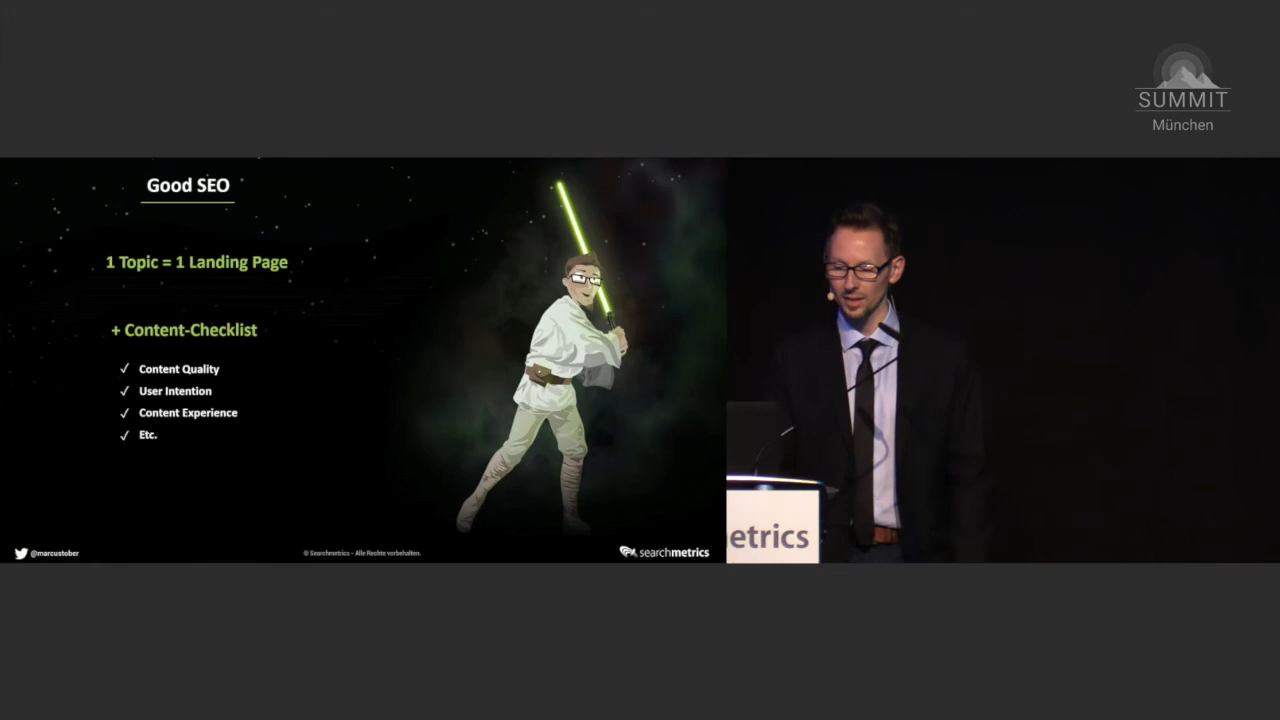 SUMMIT
München
Good SEO
1 Topic = 1 Landing Page
+ Content-Checklist
✓ Content Quality
✓ User Intention
✓ Content Experience
✓ Etc.
@marcustober
© Searchmetrics - Alle Rechte vorbehalten.
searchmetrics
etrics